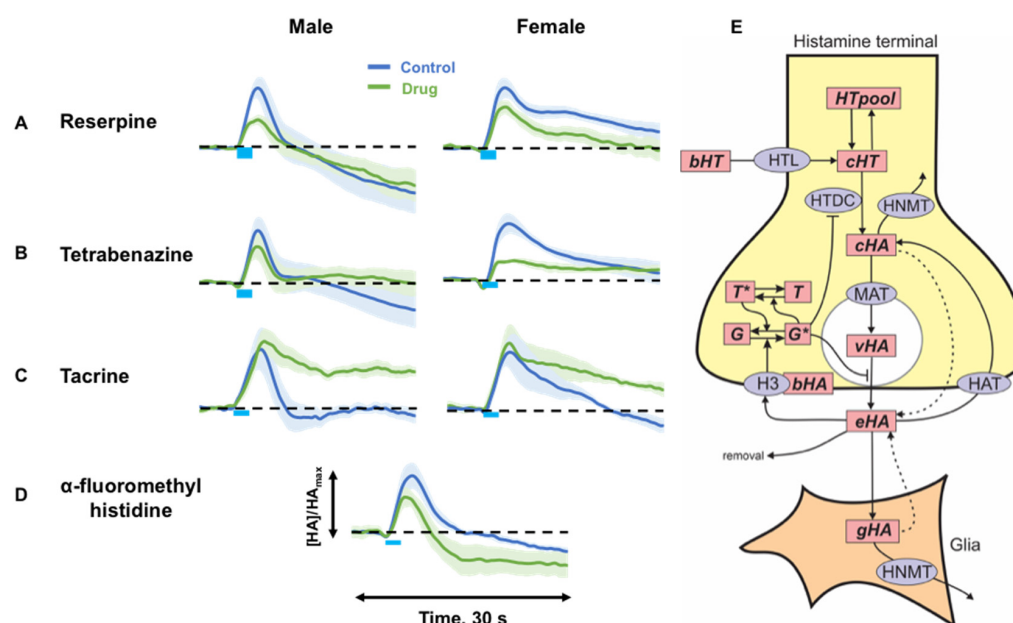 Male
Female
E
Histamine terminal
Control
Drug
A Reserpine
B Tetrabenazine
C Tacrine
D α-fluoromethyl
histidine
[HA]/HAmax
Time, 30 s
HTpool
bHT
HTL
cHT
HTDC
HNMT
cHA
T*
T
MAT
G
G*
vHA
H3
bHA
HAT
eHA
removal
gHA
Glia
HNMT